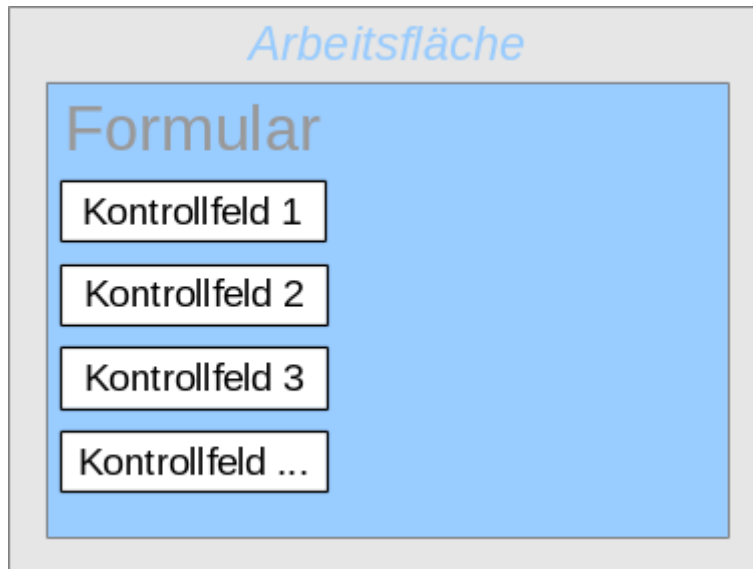 Arbeitsfläche
Formular
Kontrollfeld 1
Kontrollfeld 2
Kontrollfeld 3
Kontrollfeld ...